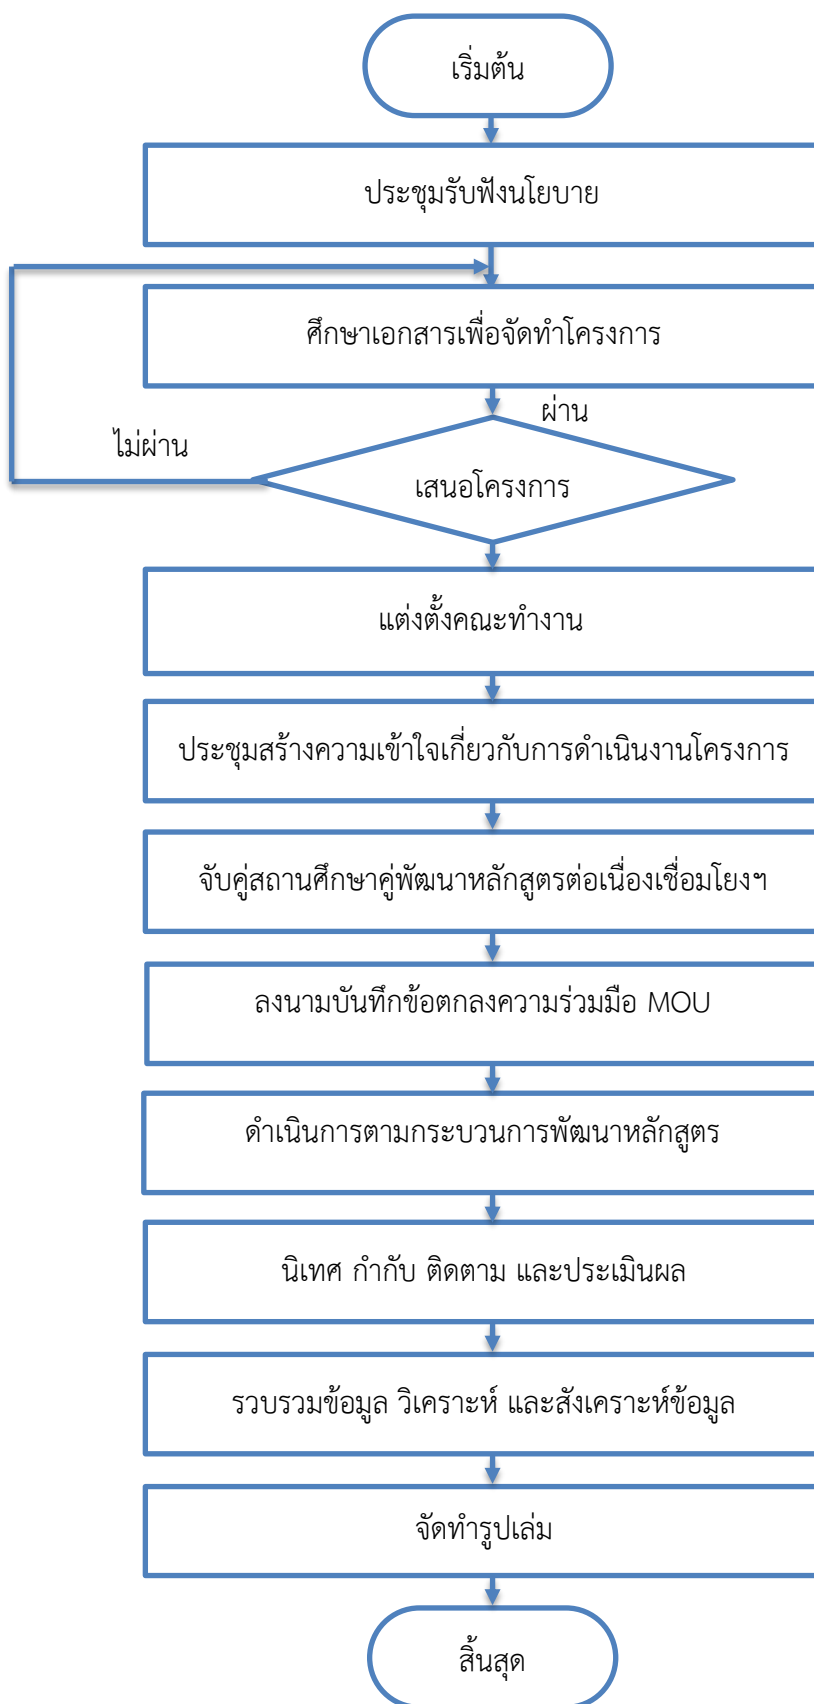 เริ่มต้น
ประชุมรับฟังนโยบาย
ศึกษาเอกสารเพื่อจัดทำโครงการ
ผ่าน
ไม่ผ่าน
เสนอโครงการ
แต่งตั้งคณะทำงาน
ประชุมสร้างความเข้าใจเกี่ยวกับการดำเนินงานโครงการ
จับคู่สถานศึกษาคู่พัฒนาหลักสูตรต่อเนื่องเชื่อมโยงฯ
ลงนามบันทึกข้อตกลงความร่วมมือ MOU
ดำเนินการตามกระบวนการพัฒนาหลักสูตร
นิเทศ กำกับ ติดตาม และประเมินผล
รวบรวมข้อมูล วิเคราะห์ และสังเคราะห์ข้อมูล
จัดทำรูปเล่ม
สิ้นสุด